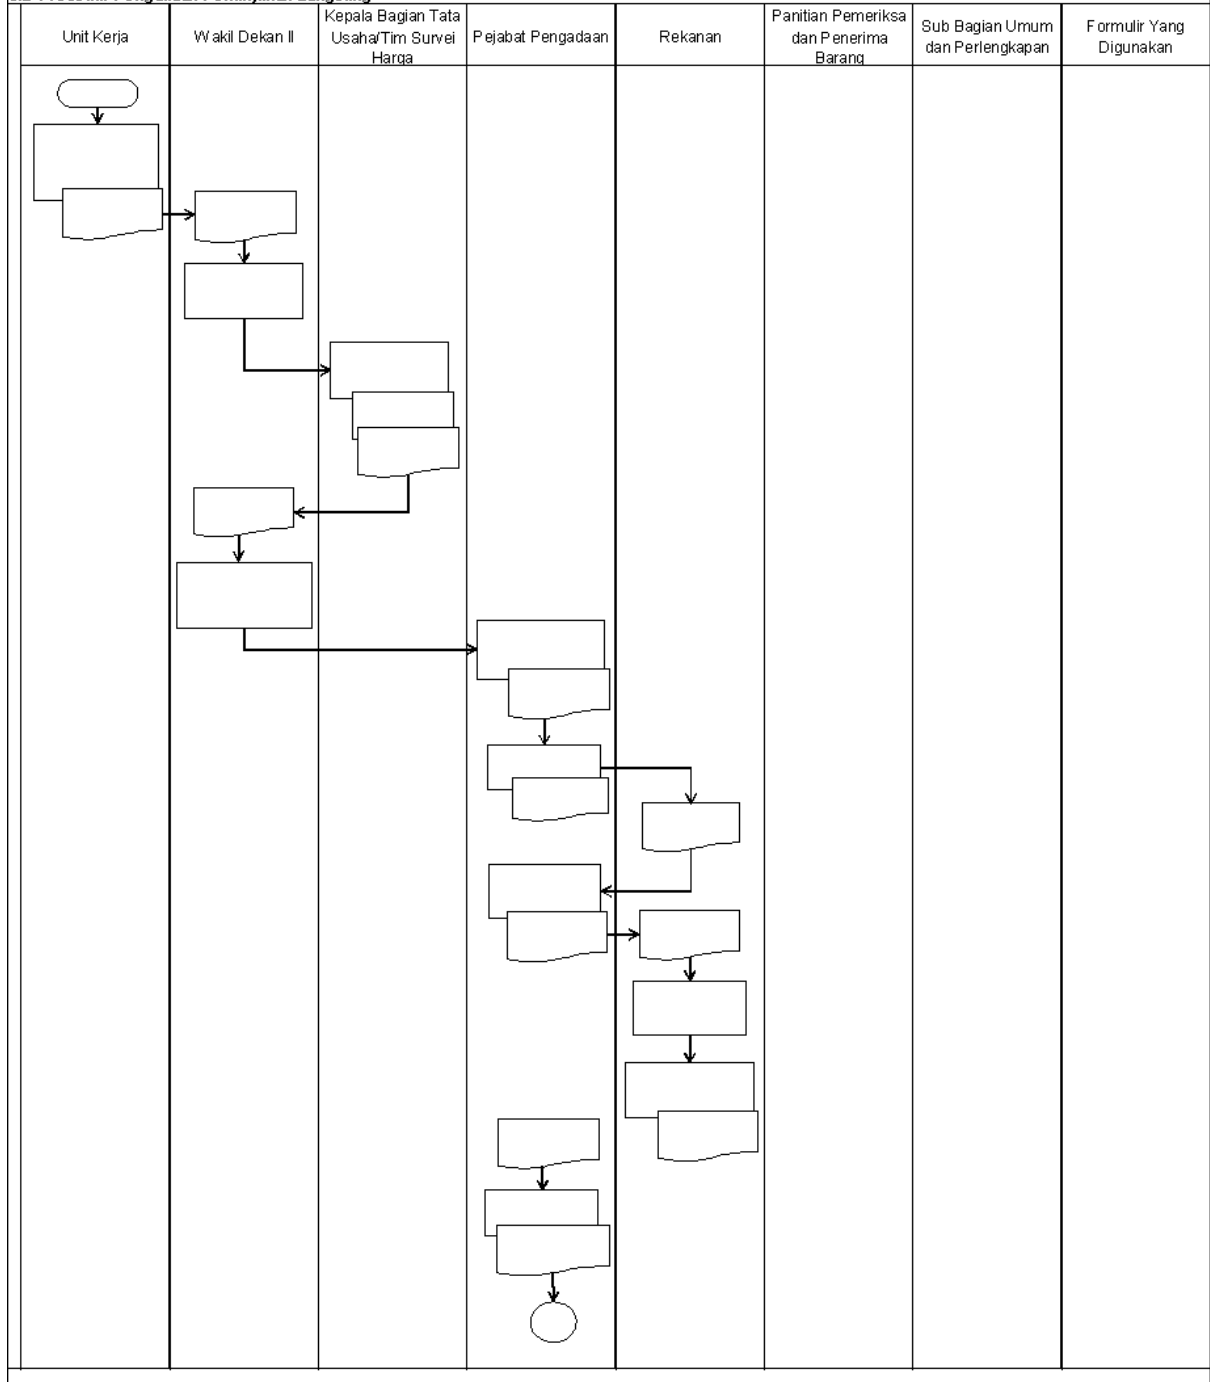 Unit Kerja
Wakil Dekan II
Kepala Bagian Tata
Usaha/Tim Survei
Harga
Pejabat Pengadaan
Rekanan
Panitian Pemeriksa
dan Penerima
Barang
Sub Bagian Umum
dan Perlengkapan
Formulir Yang
Digunakan